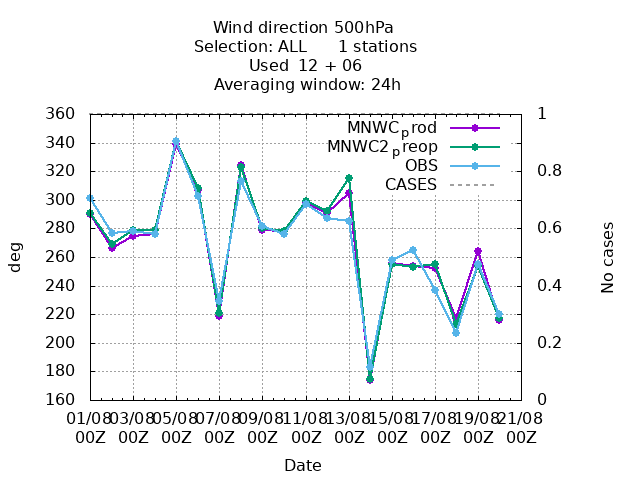 Wind direction 500hPa
Selection: ALL 1 stations
Used 12 + 06
Averaging window: 24h
360 340 320 300 280 260 240 220 200 180 160
deg
MNWC_prod
MNWC2_preop
OBS
CASES
1 0.8 0.6 0.4 0.2 0
No cases
01/08 03/08 05/08 07/08 09/08 11/08 13/08 15/08 17/08 19/08 21/08
00Z 00Z 00Z 00Z 00Z 00Z 00Z 00Z 00Z 00Z 00Z
Date